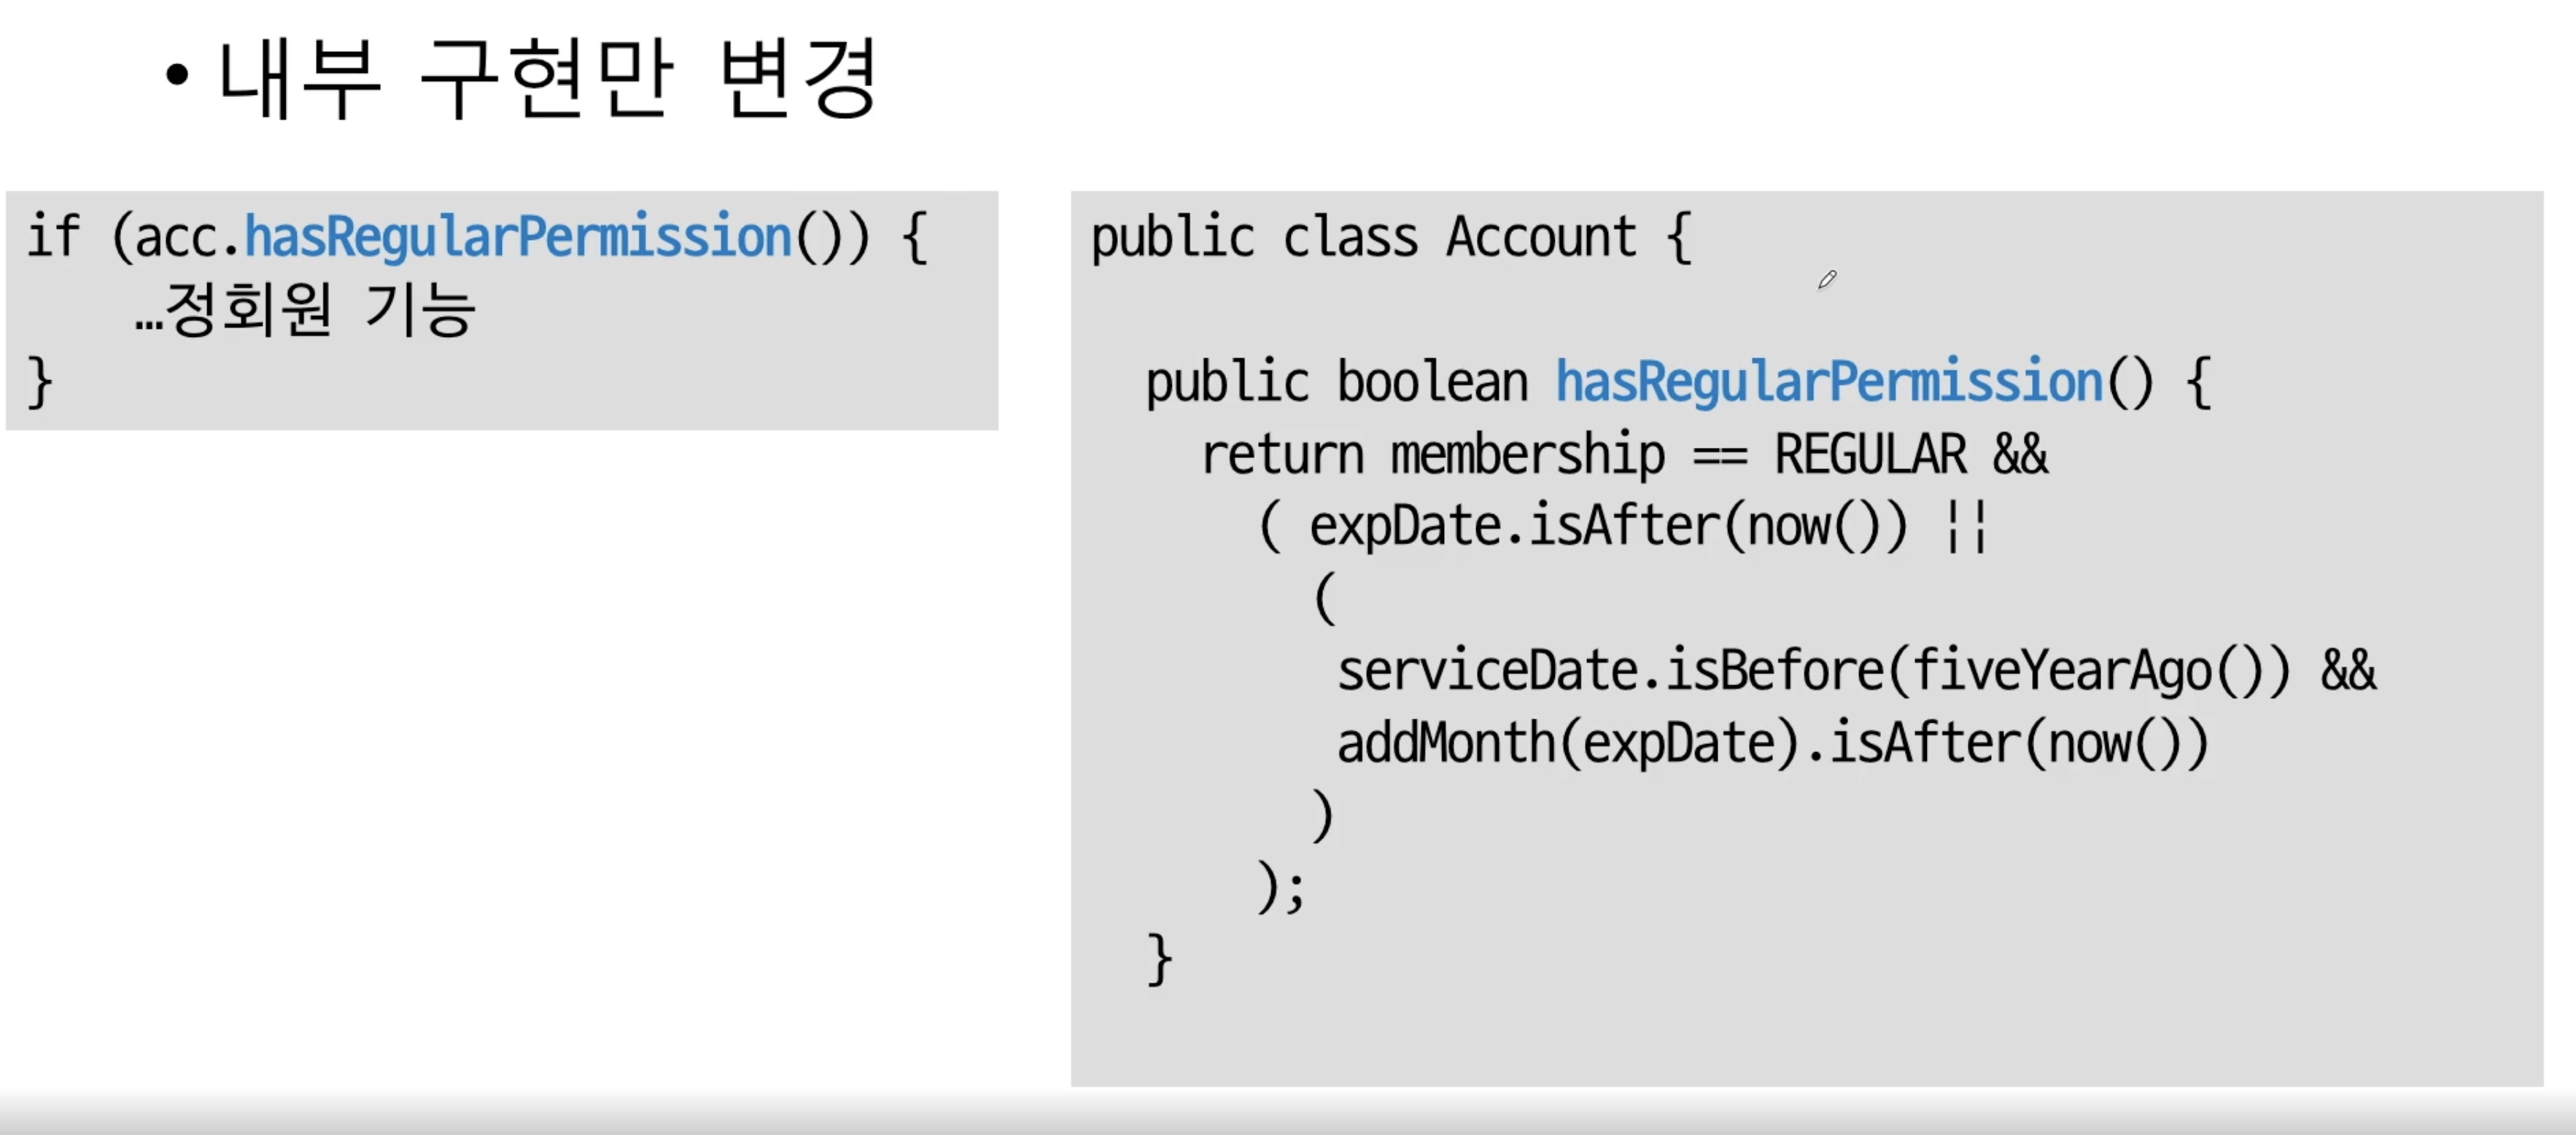 • 내부 구현만 변경
if (acc.hasRegularPermission()) {
…정회원 기능
}
public class Account {
public boolean hasRegularPermission() {
return membership == REGULAR &&
( expDate.isAfter(now()) ||
(
serviceDate.isBefore(fiveYearAgo()) &&
addMonth(expDate).isAfter(now())
)
);
}